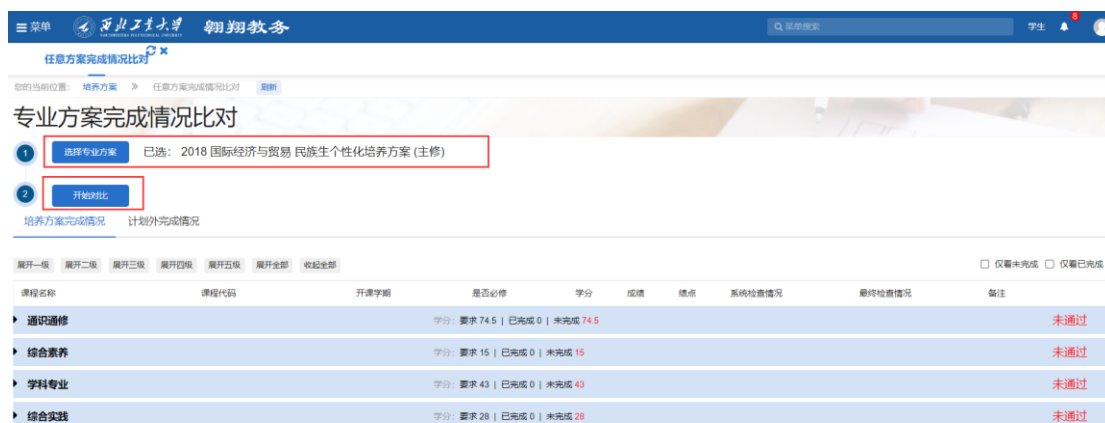 菜单 西北工业大学 翱翔教务 菜单搜索 学生 8
任意方案完成情况比对
您的当前位置： 培养方案 》 任意方案完成情况比对 刷新
专业方案完成情况比对
1 选择专业方案 已选： 2018 国际经济与贸易 民族生个性化培养方案 (主修)
2 开始对比
培养方案完成情况 计划外完成情况
展开一级 展开二级 展开三级 展开四级 展开五级 展开全部 收起全部 仅看未完成 仅看已完成
课程名称 课程代码 开课学期 是否必修 学分 成绩 绩点 系统检查情况 最终检查情况 备注
通识通修 学分：要求 74.5 | 已完成 0 | 未完成 74.5 未通过
综合素养 学分：要求 15 | 已完成 0 | 未完成 15 未通过
学科专业 学分：要求 43 | 已完成 0 | 未完成 43 未通过
综合实践 学分：要求 28 | 已完成 0 | 未完成 28 未通过